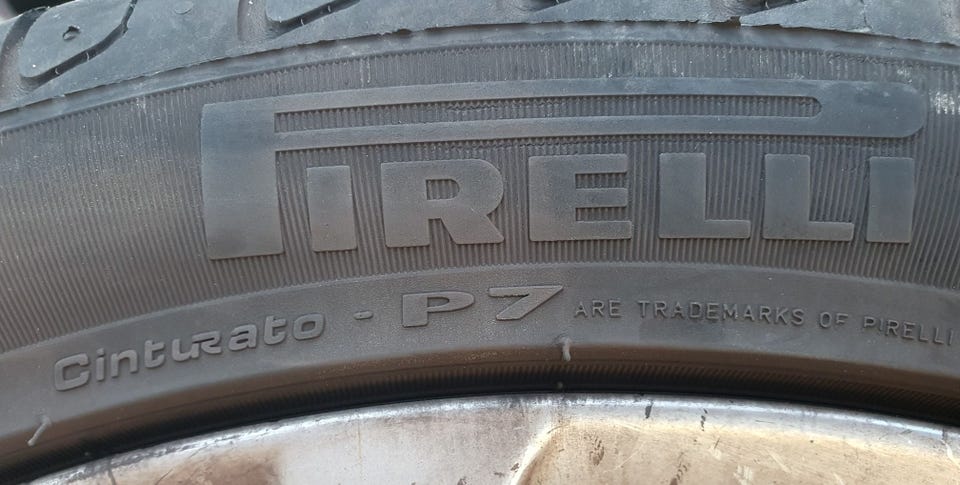 PIRELLI
Cinturato - P7 ARE TRADEMARKS OF PIRELLI